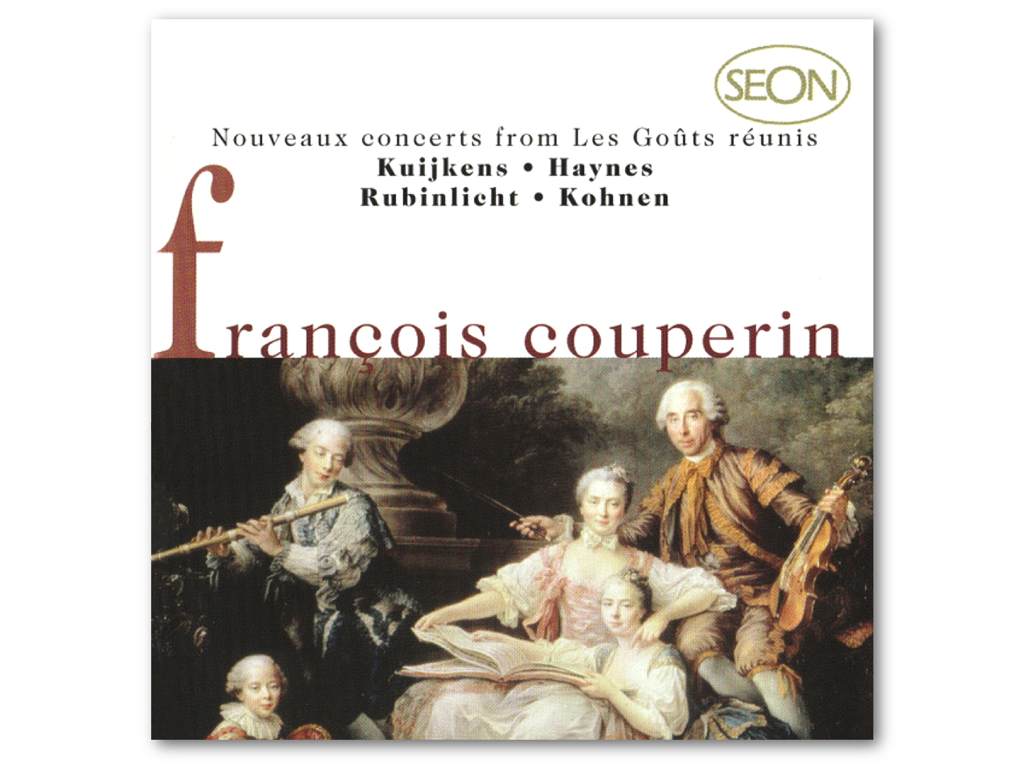 SEON
Nouveaux concerts from Les Goûts réunis
Kuijkens • Haynes
Rubinlicht • Kohnen
françois couperin